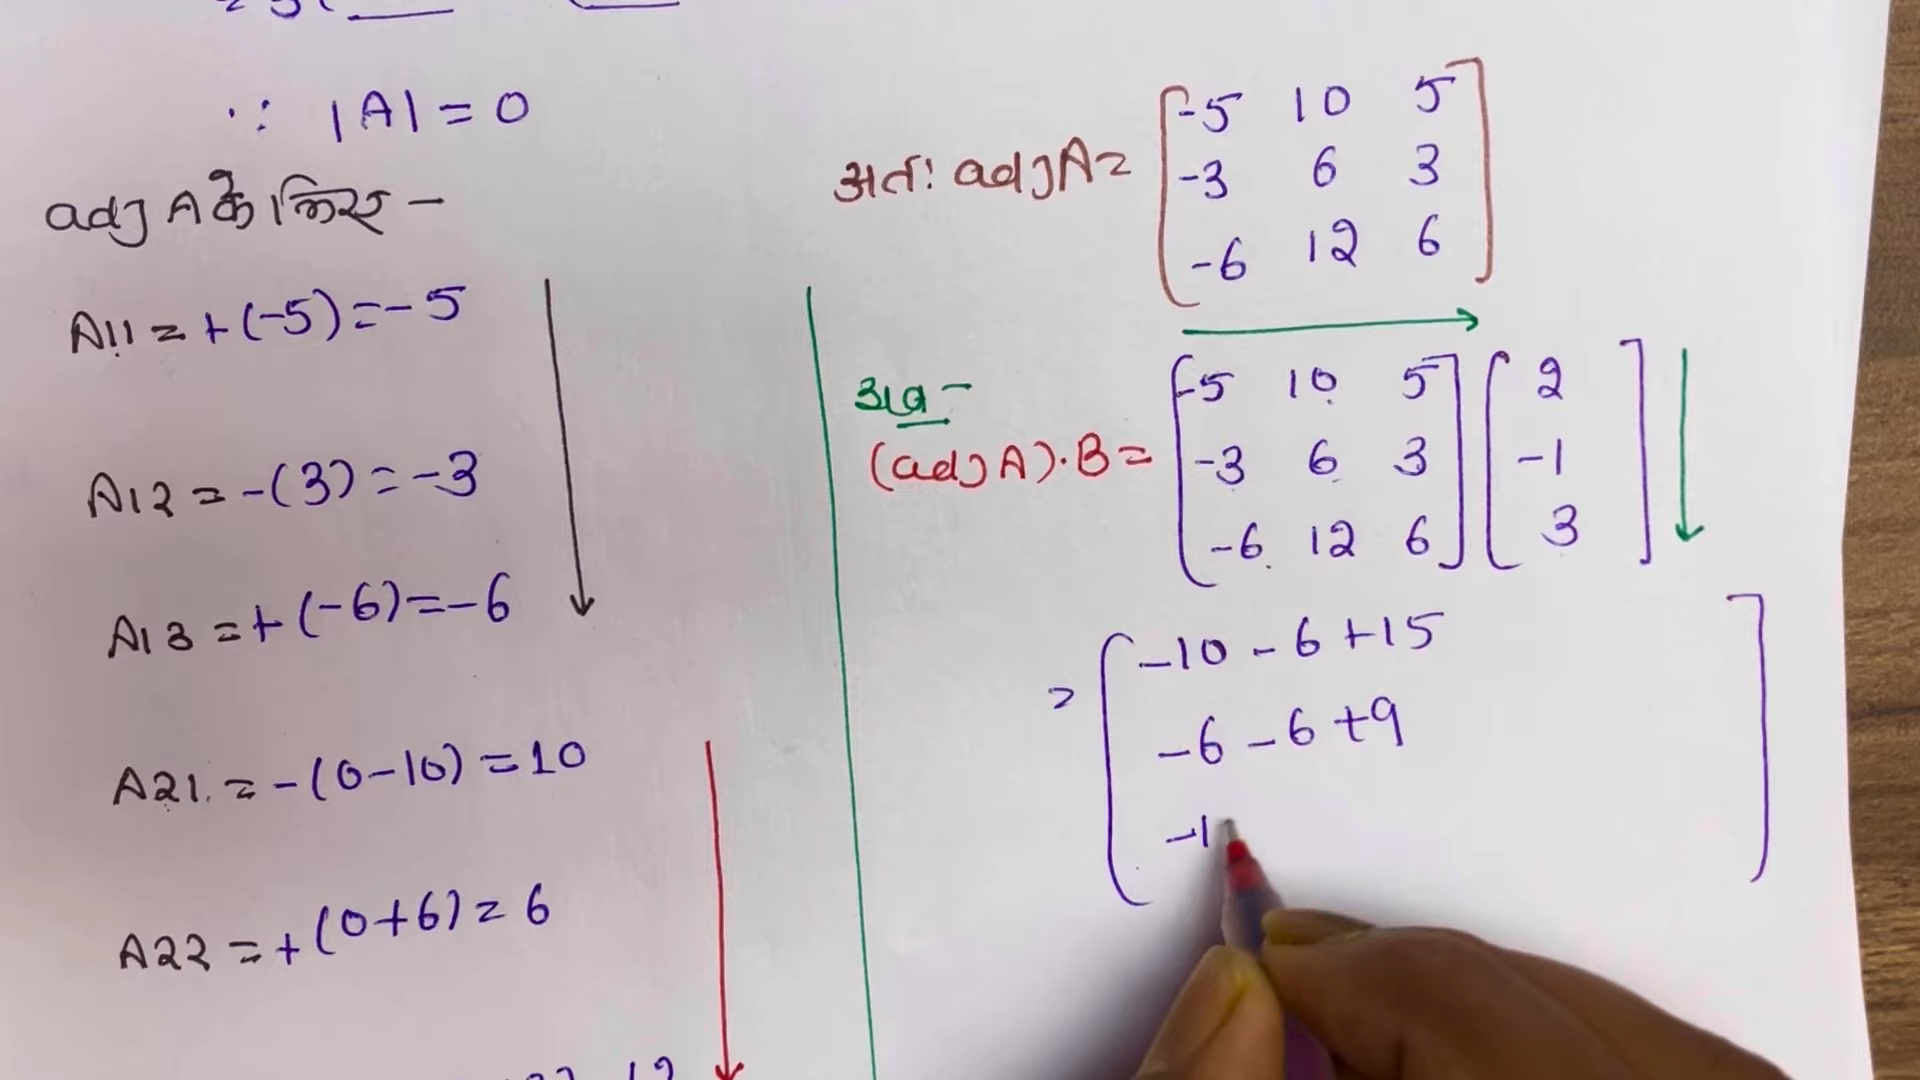 ∵ |A| = 0
adj A के लिए -
A11 = +(-5) = -5
A12 = -(3) = -3
A13 = +(-6) = -6
A21. = -(0-10) = 10
A22 = +(0+6) = 6
अतः adj A = [-5 10 5
-3 6 3
-6 12 6]
अब -
(adj A)·B = [-5 10 5
-3 6 3
-6 12 6] [2
-1
3]
= [-10 - 6 + 15
-6 - 6 + 9
-1
]